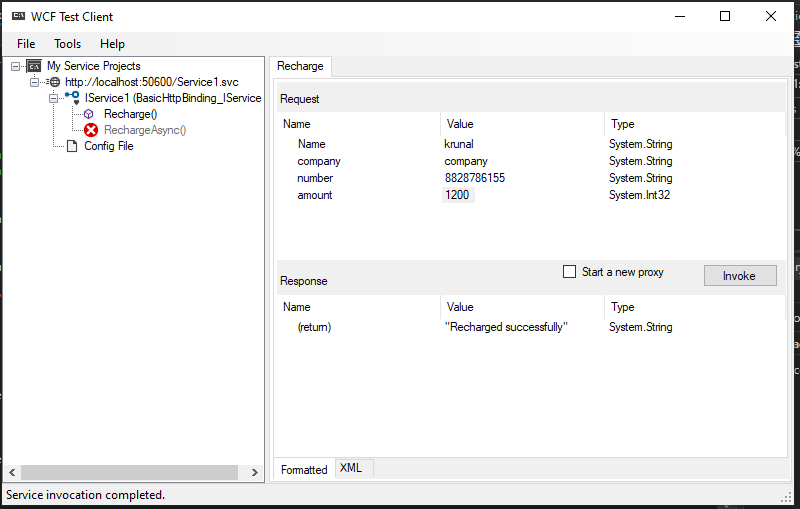 WCF Test Client
File Tools Help
My Service Projects
http://localhost:50600/Service1.svc
IService1 (BasicHttpBinding_IService
Recharge()
RechargeAsync()
Config File
Recharge
Request
Name Value Type
Name krunal System.String
company company System.String
number 8828786155 System.String
amount 1200 System.Int32
Response
Start a new proxy
Invoke
Name Value Type
(return) "Recharged successfully" System.String
Formatted XML
Service invocation completed.